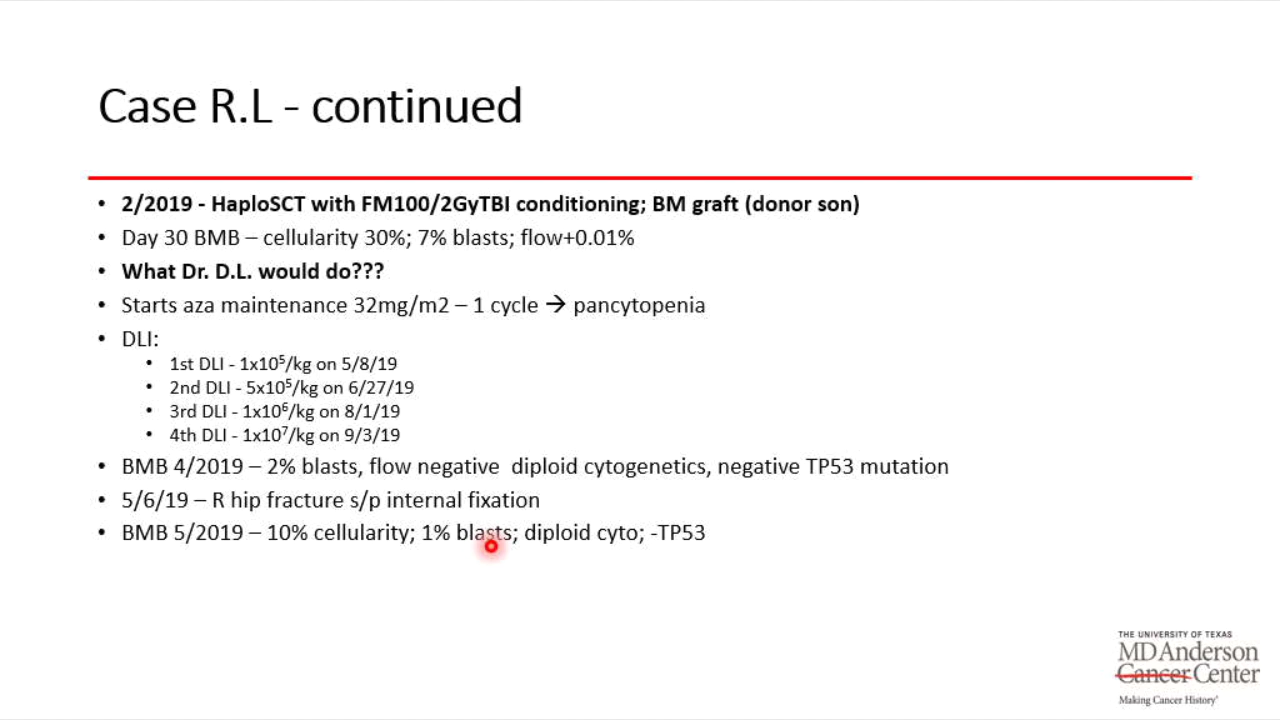 Case R.L - continued
• 2/2019 - HaploSCT with FM100/2GyTBI conditioning; BM graft (donor son)
• Day 30 BMB – cellularity 30%; 7% blasts; flow+0.01%
• What Dr. D.L. would do???
• Starts aza maintenance 32mg/m2 – 1 cycle → pancytopenia
• DLI:
• 1st DLI - 1x10⁵/kg on 5/8/19
• 2nd DLI - 5x10⁵/kg on 6/27/19
• 3rd DLI - 1x10⁶/kg on 8/1/19
• 4th DLI - 1x10⁷/kg on 9/3/19
• BMB 4/2019 – 2% blasts, flow negative  diploid cytogenetics, negative TP53 mutation
• 5/6/19 – R hip fracture s/p internal fixation
• BMB 5/2019 – 10% cellularity; 1% blasts; diploid cyto; -TP53
THE UNIVERSITY OF TEXAS
MD Anderson
Cancer Center
Making Cancer History®